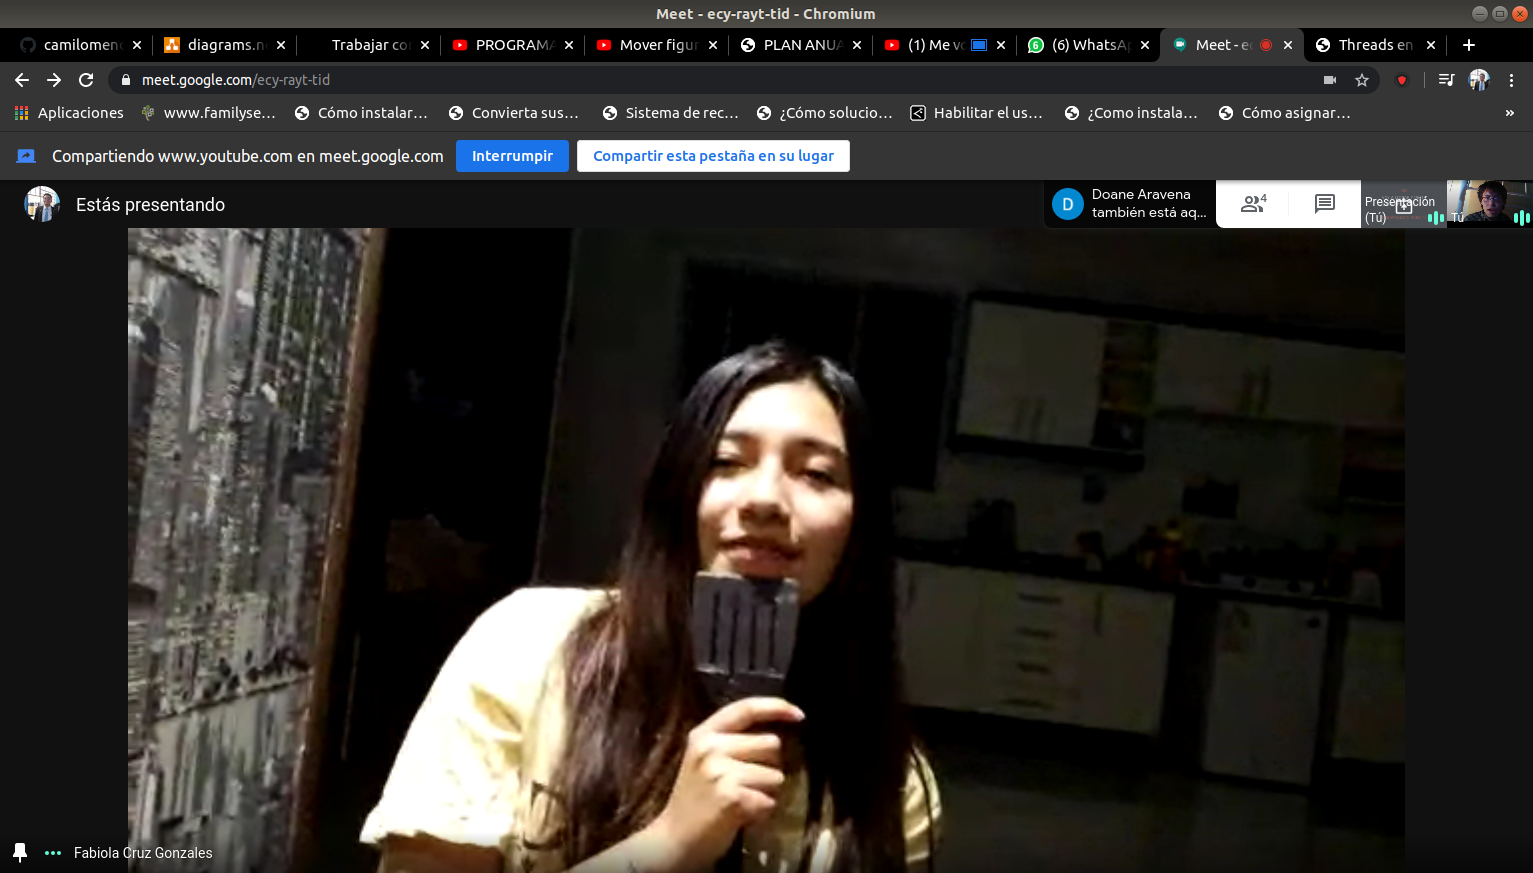 Meet - ecy-rayt-tid - Chromium
camilomen
diagrams.n
Trabajar co
PROGRAMA
Mover figur
PLAN ANUA
(1) Me v
(6) WhatsAp
Meet - ec
Threads en
meet.google.com/ecy-rayt-tid
Aplicaciones
www.familyse...
Cómo instalar...
Convierta sus...
Sistema de rec...
¿Cómo solucio...
Habilitar el us...
¿Como instala...
Cómo asignar...
»
Compartiendo www.youtube.com en meet.google.com
Interrumpir
Compartir esta pestaña en su lugar
Estás presentando
D
Doane Aravena
también está aq...
4
Presentación
(Tú)
Tú
Fabiola Cruz Gonzales